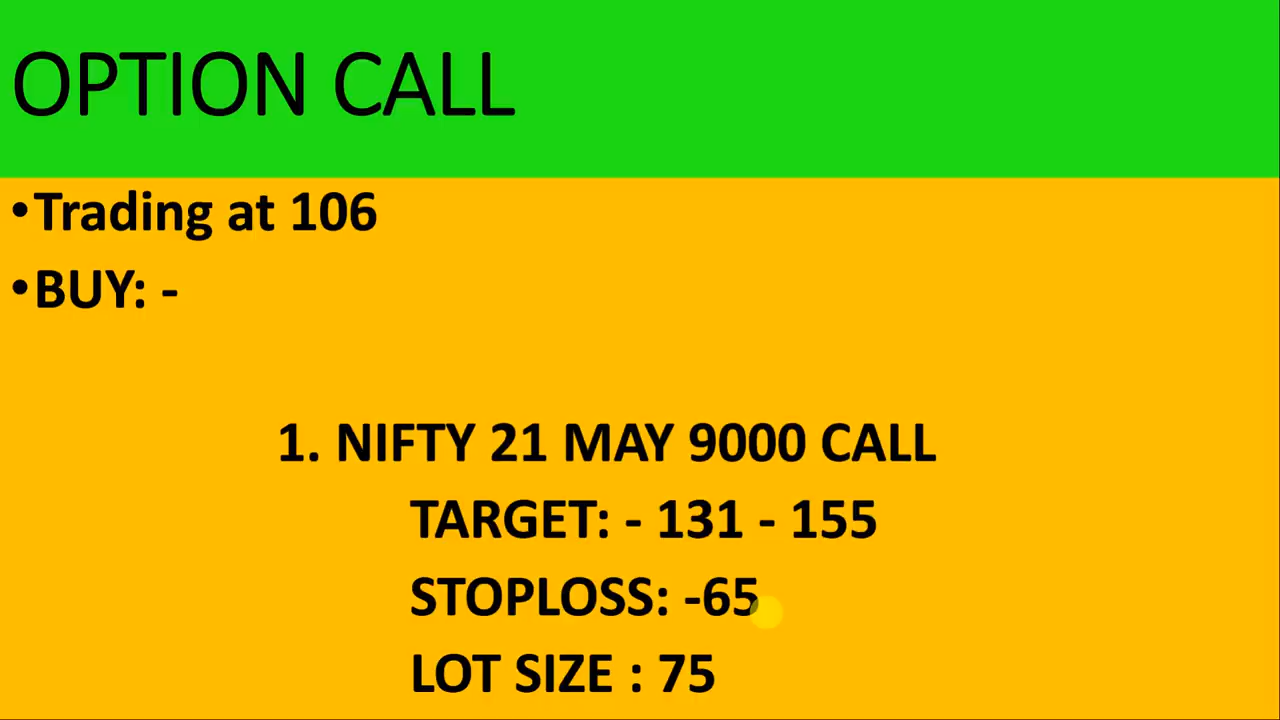 OPTION CALL
•Trading at 106
•BUY: -
1. NIFTY 21 MAY 9000 CALL
TARGET: - 131 - 155
STOPLOSS: -65
LOT SIZE : 75